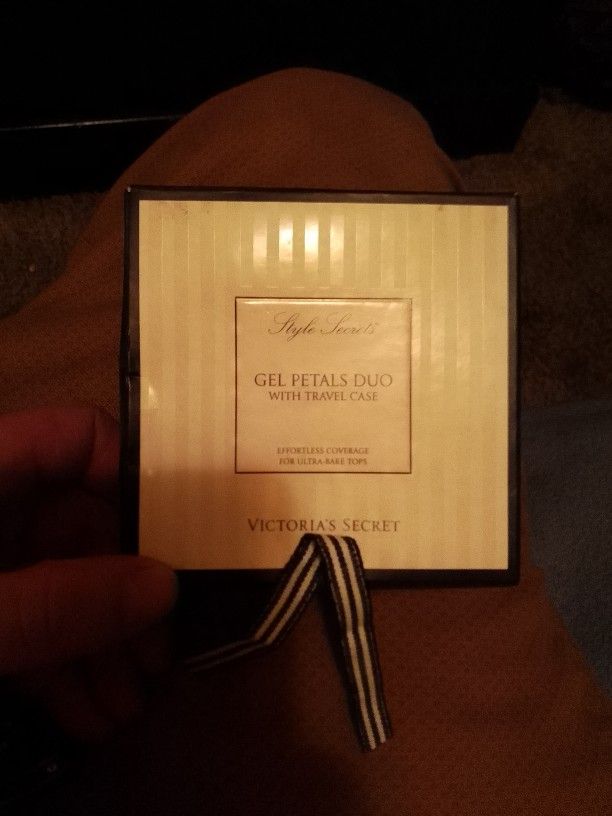 Style Secrets
GEL PETALS DUO
WITH TRAVEL CASE
EFFORTLESS COVERAGE
FOR ULTRA-BARE TOPS
VICTORIA'S SECRET